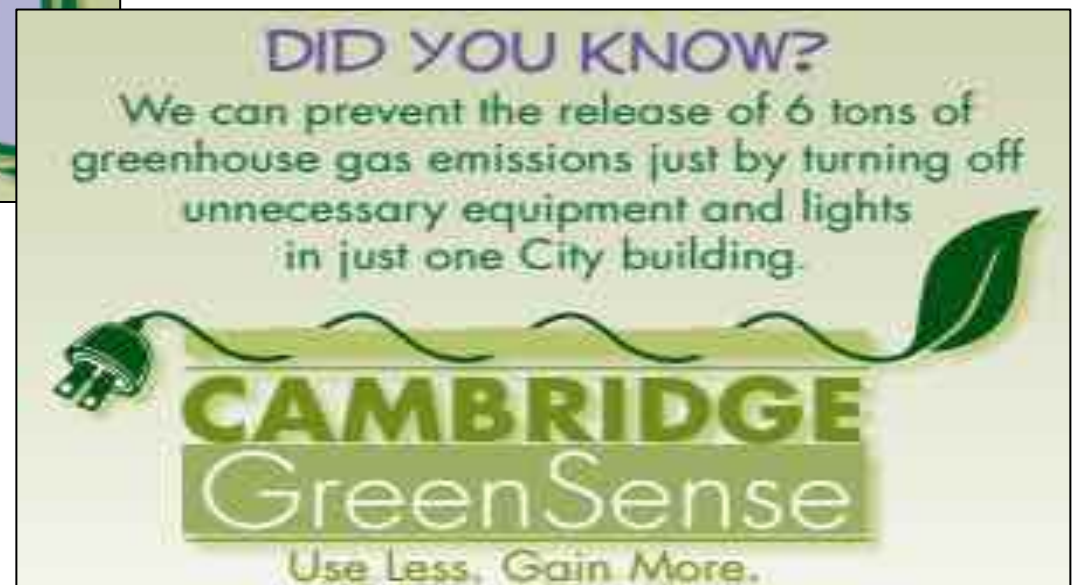 DID YOU KNOW?
We can prevent the release of 6 tons of
greenhouse gas emissions just by turning off
unnecessary equipment and lights
in just one City building.
CAMBRIDGE
GreenSense
Use Less. Gain More.